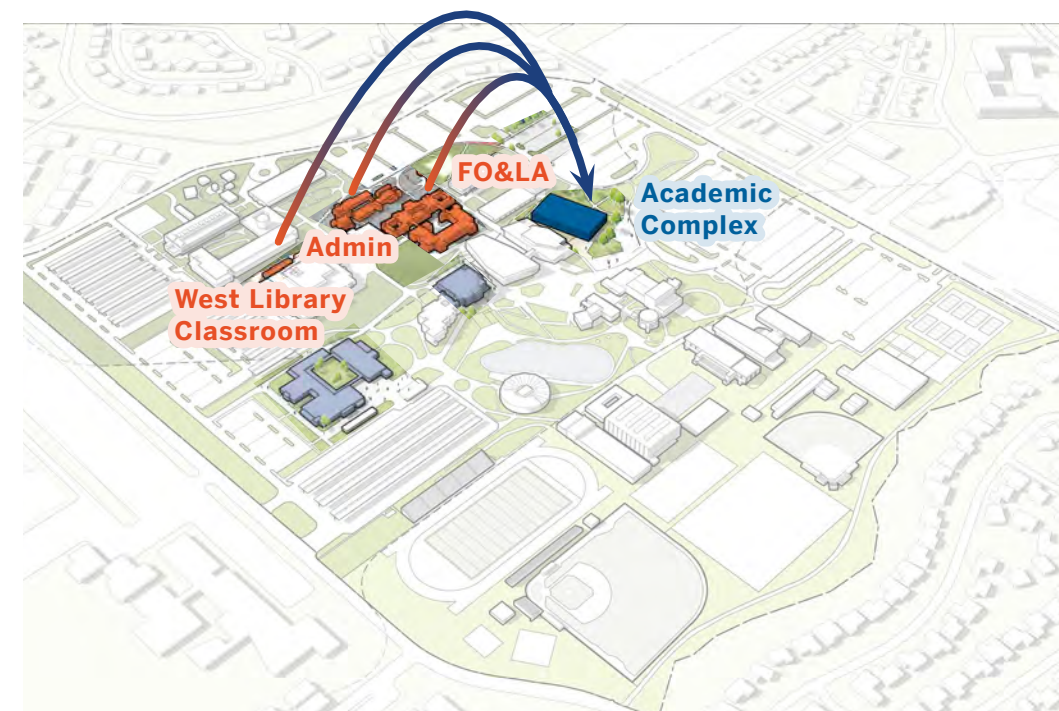 FO&LA
Academic
Complex
Admin
West Library
Classroom